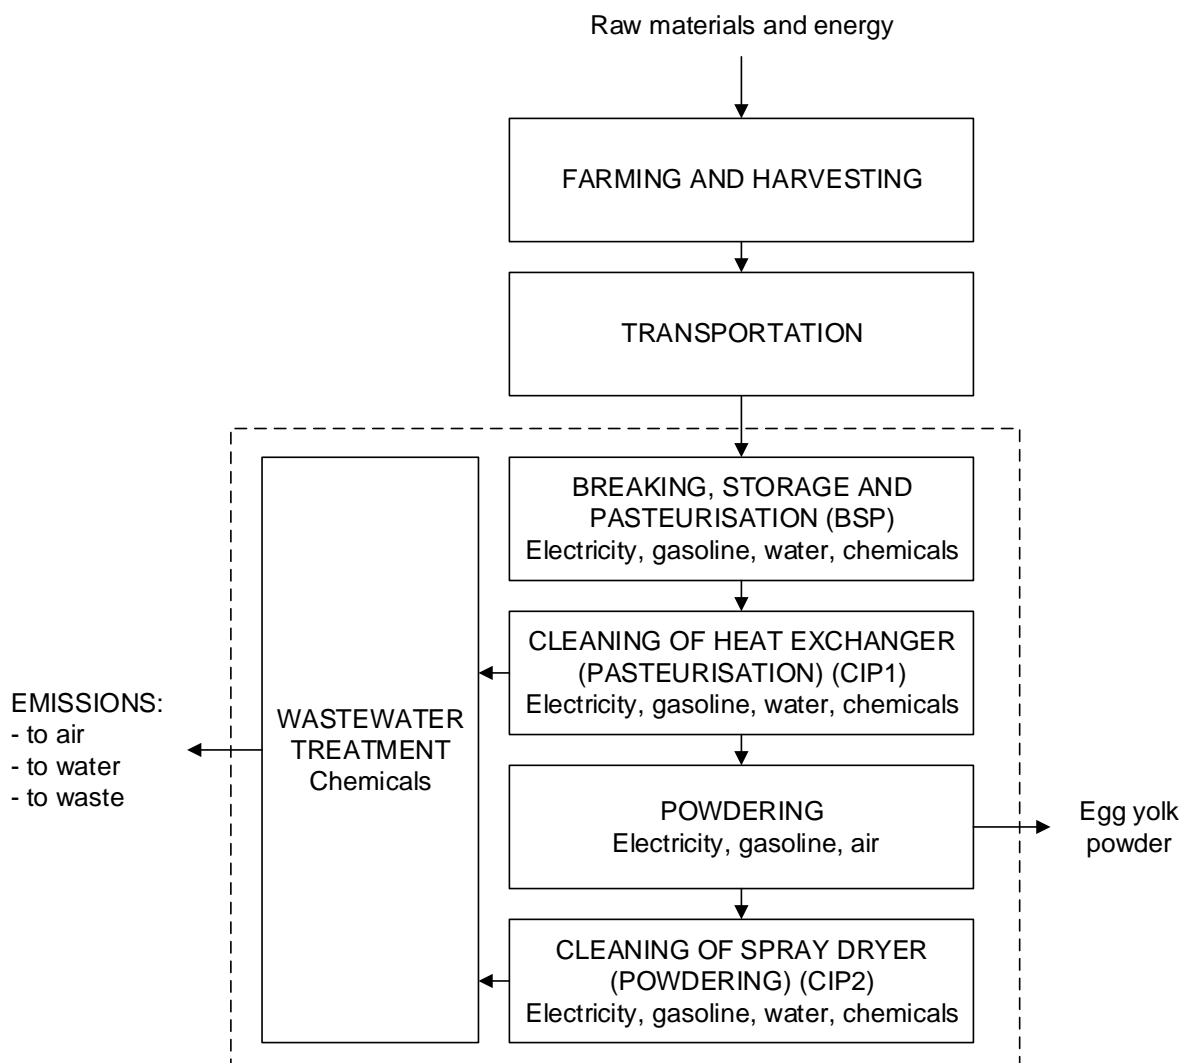 Raw materials and energy
FARMING AND HARVESTING
TRANSPORTATION
BREAKING, STORAGE AND
PASTEURISATION (BSP)
Electricity, gasoline, water, chemicals
CLEANING OF HEAT EXCHANGER
(PASTEURISATION) (CIP1)
Electricity, gasoline, water, chemicals
EMISSIONS:
- to air
- to water
- to waste
WASTEWATER
TREATMENT
Chemicals
POWDERING
Electricity, gasoline, air
Egg yolk
powder
CLEANING OF SPRAY DRYER
(POWDERING) (CIP2)
Electricity, gasoline, water, chemicals